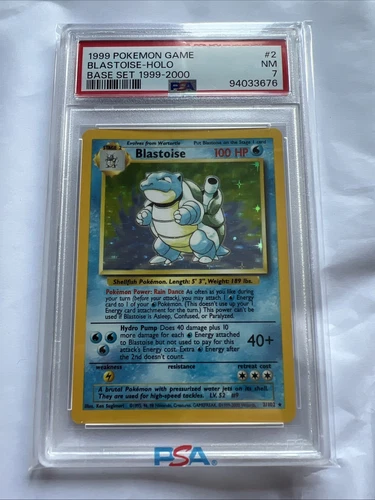 1999 POKEMON GAME #2
BLASTOISE-HOLO NM
BASE SET 1999-2000 7
PSA 94033676
Evolves from Wartortle Put Blastoise on the Stage 1 card
Blastoise 100 HP
Shellfish Pokémon. Length: 5' 3", Weight: 189 lbs.
Pokémon Power: Rain Dance As often as you like during
your turn (before your attack), you may attach 1
Energy card to 1 of your Pokémon. (This doesn't use up your 1
Energy card attachment for the turn.) This power can't be
used if Blastoise is Asleep, Confused, or Paralyzed.
Hydro Pump Does 40 damage plus 10
more damage for each Energy attached
to Blastoise but not used to pay for this
attack's Energy cost. Extra Energy after
the 2nd doesn't count.
40+
weakness resistance retreat cost
A brutal Pokémon with pressurized water jets on its shell.
They are used for high-speed tackles. LV. 52 #9
Illus. Ken Sugimori
PSA